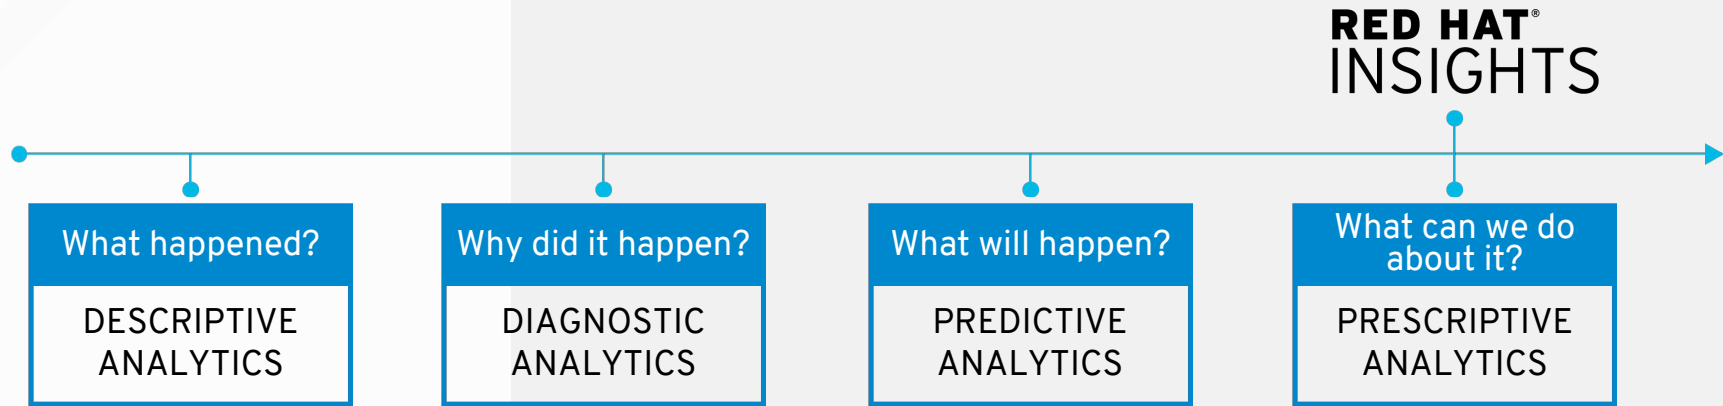 RED HAT®
INSIGHTS
What happened?
DESCRIPTIVE
ANALYTICS
Why did it happen?
DIAGNOSTIC
ANALYTICS
What will happen?
PREDICTIVE
ANALYTICS
What can we do
about it?
PRESCRIPTIVE
ANALYTICS